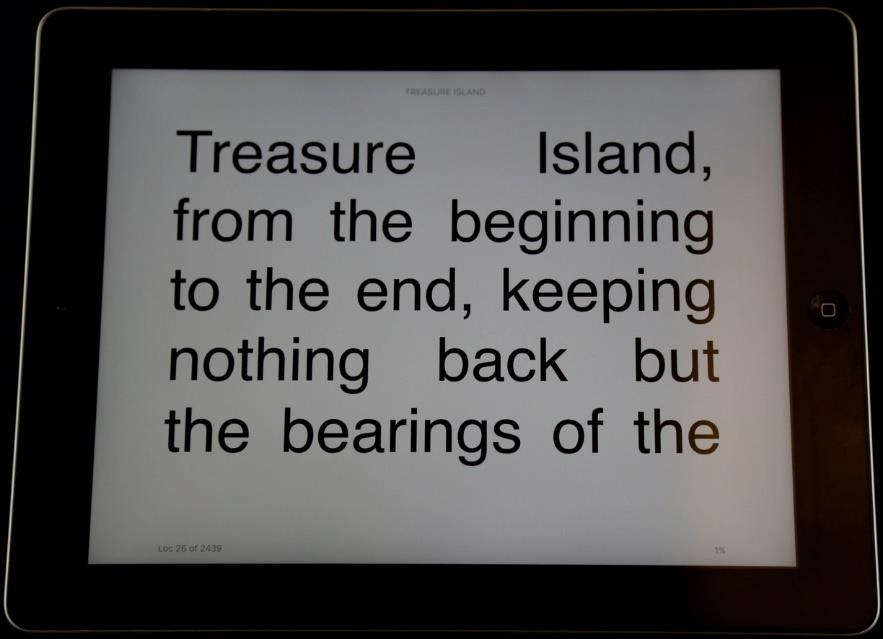 TREASURE ISLAND
Treasure Island,
from the beginning
to the end, keeping
nothing back but
the bearings of the
Loc 25 of 2439
1%